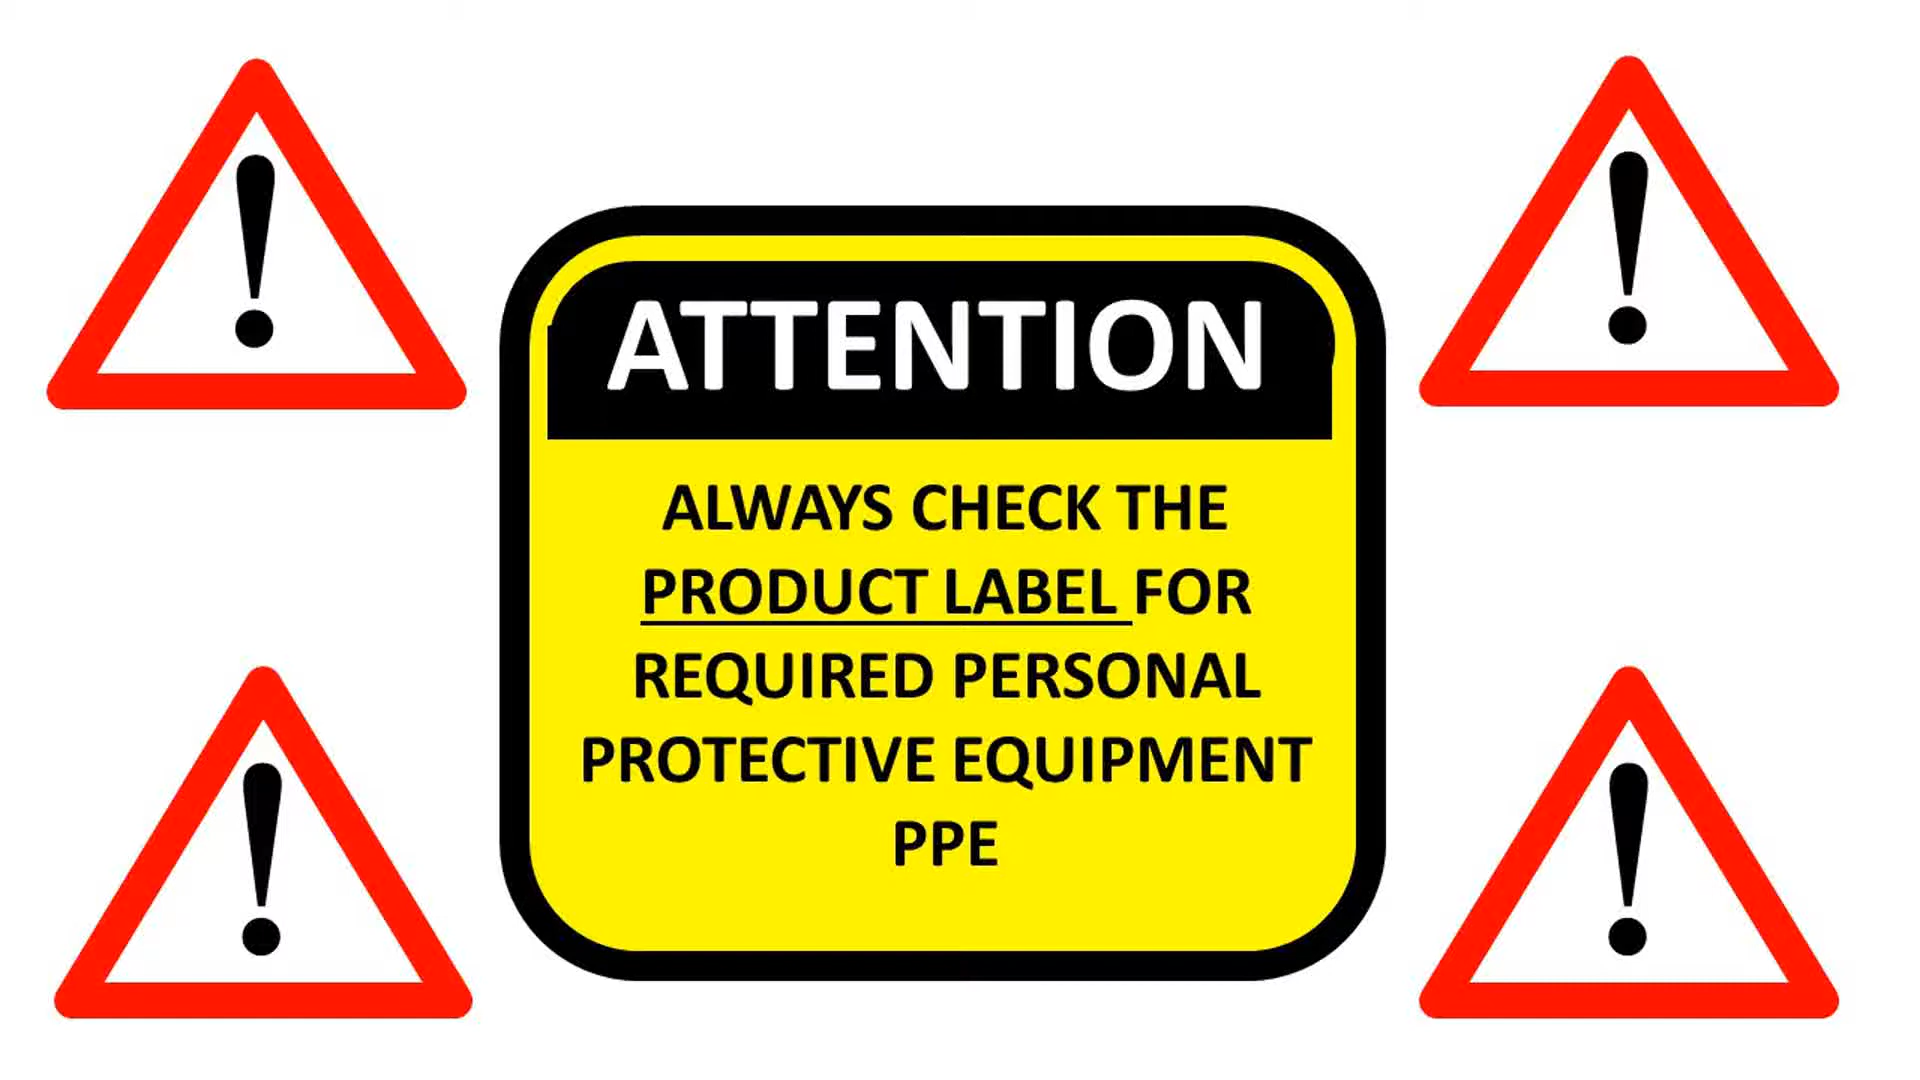 ATTENTION
ALWAYS CHECK THE
PRODUCT LABEL FOR
REQUIRED PERSONAL
PROTECTIVE EQUIPMENT
PPE